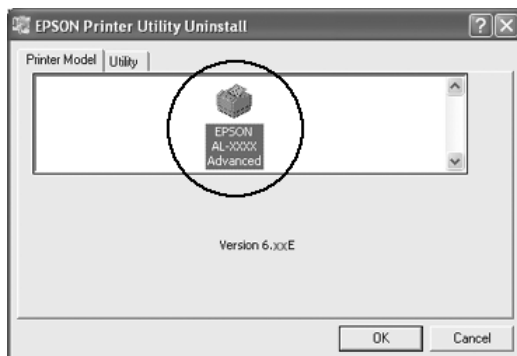 EPSON Printer Utility Uninstall
Printer Model Utility
EPSON
AL-XXXX
Advanced
Version 6.xxE
OK Cancel